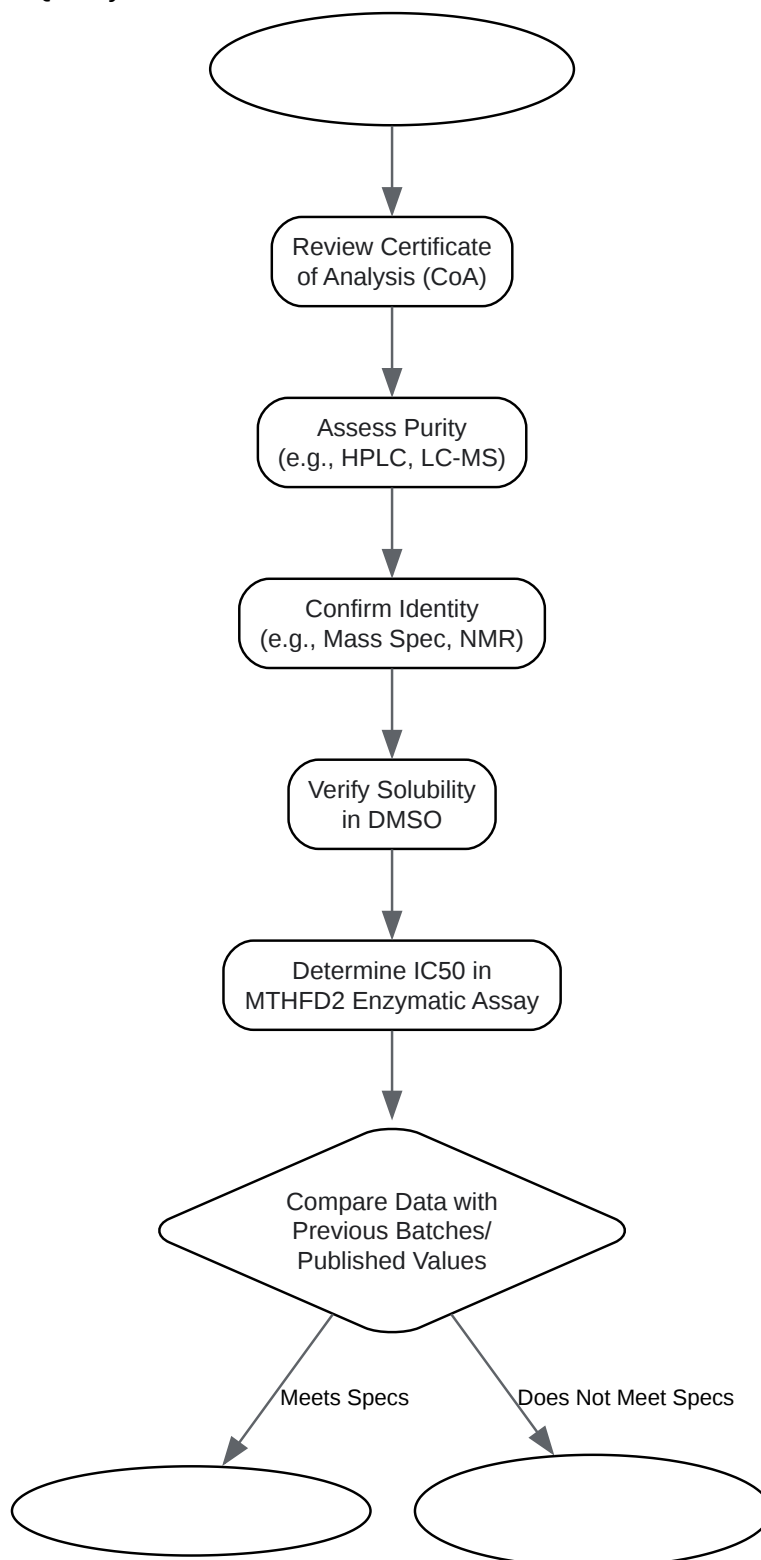 Review Certificate
of Analysis (CoA)
Assess Purity
(e.g., HPLC, LC-MS)
Confirm Identity
(e.g., Mass Spec, NMR)
Verify Solubility
in DMSO
Determine IC50 in
MTHFD2 Enzymatic Assay
Compare Data with
Previous Batches/
Published Values
Meets Specs
Does Not Meet Specs